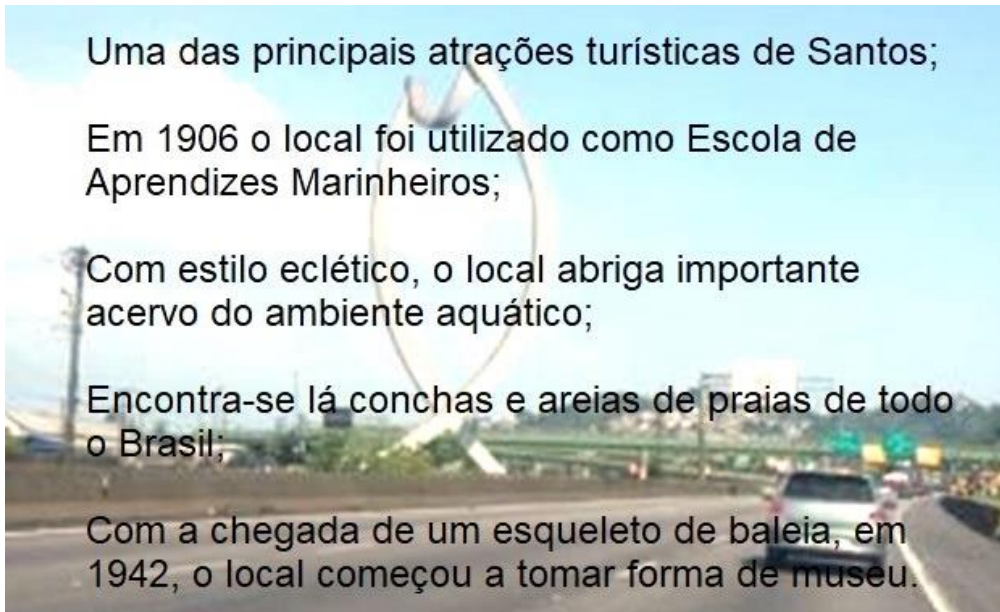 Uma das principais atrações turísticas de Santos;
Em 1906 o local foi utilizado como Escola de
Aprendizes Marinheiros;
Com estilo eclético, o local abriga importante
acervo do ambiente aquático;
Encontra-se lá conchas e areias de praias de todo
o Brasil;
Com a chegada de um esqueleto de baleia, em
1942, o local começou a tomar forma de museu.